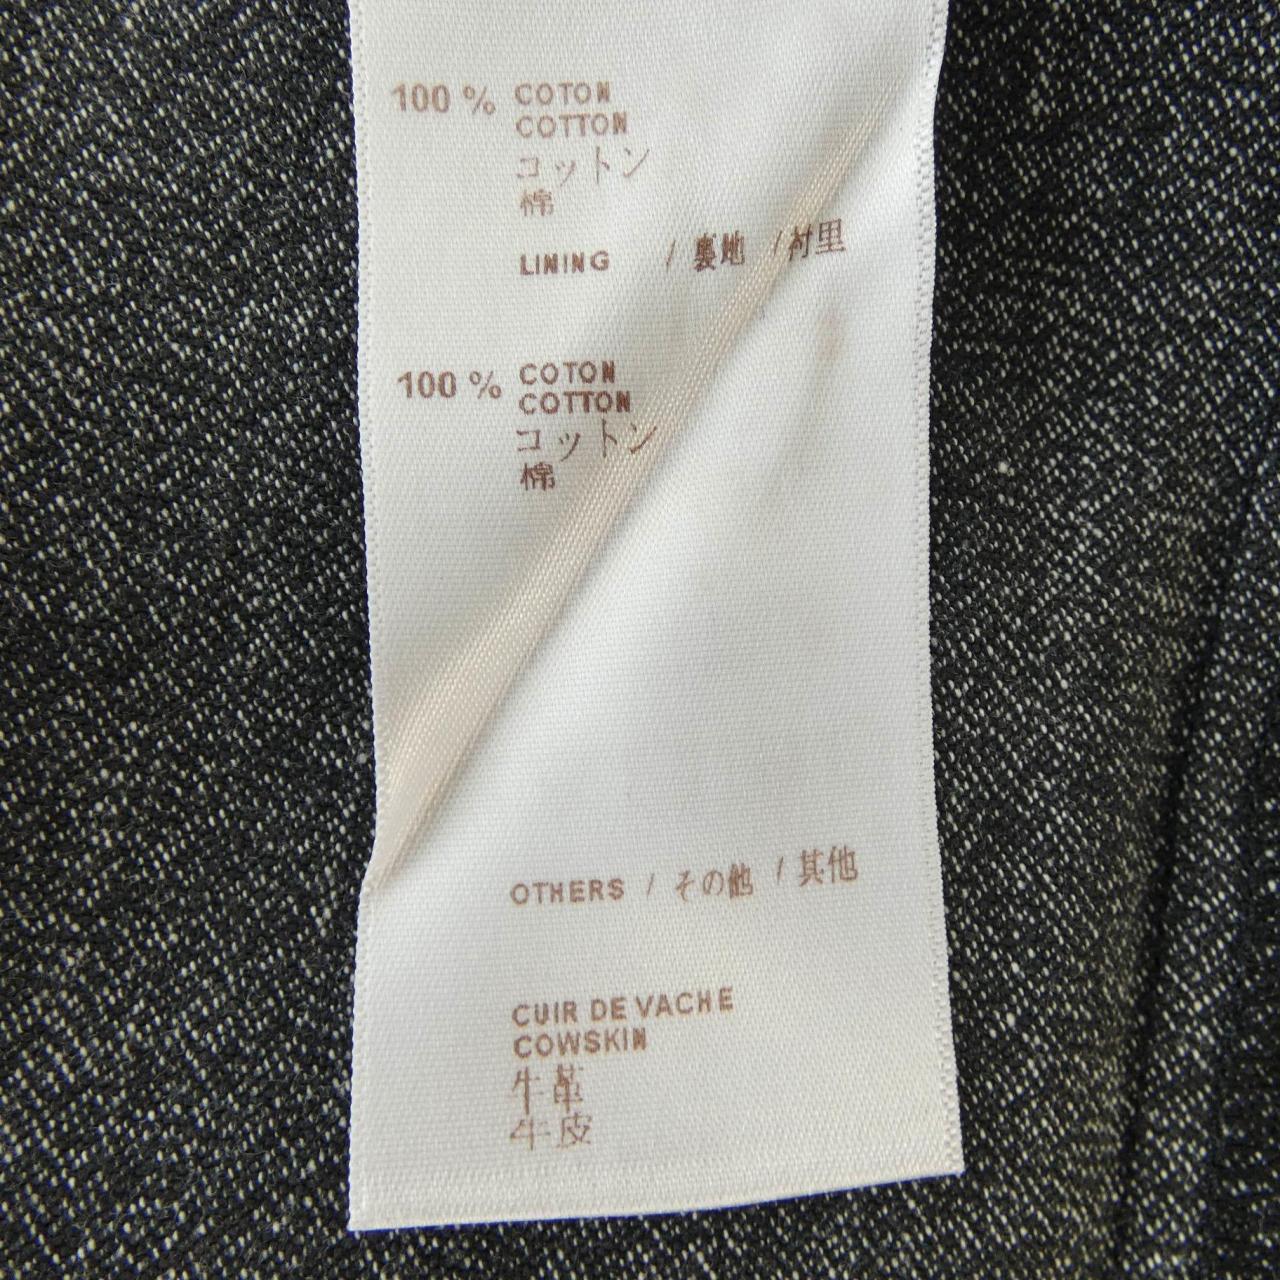 100 % COTON
COTTON
コットン
棉
LINING / 裏地 / 衬里
100 % COTON
COTTON
コットン
棉
OTHERS / その他 / 其他
CUIR DE VACHE
COWSKIN
牛革
牛皮